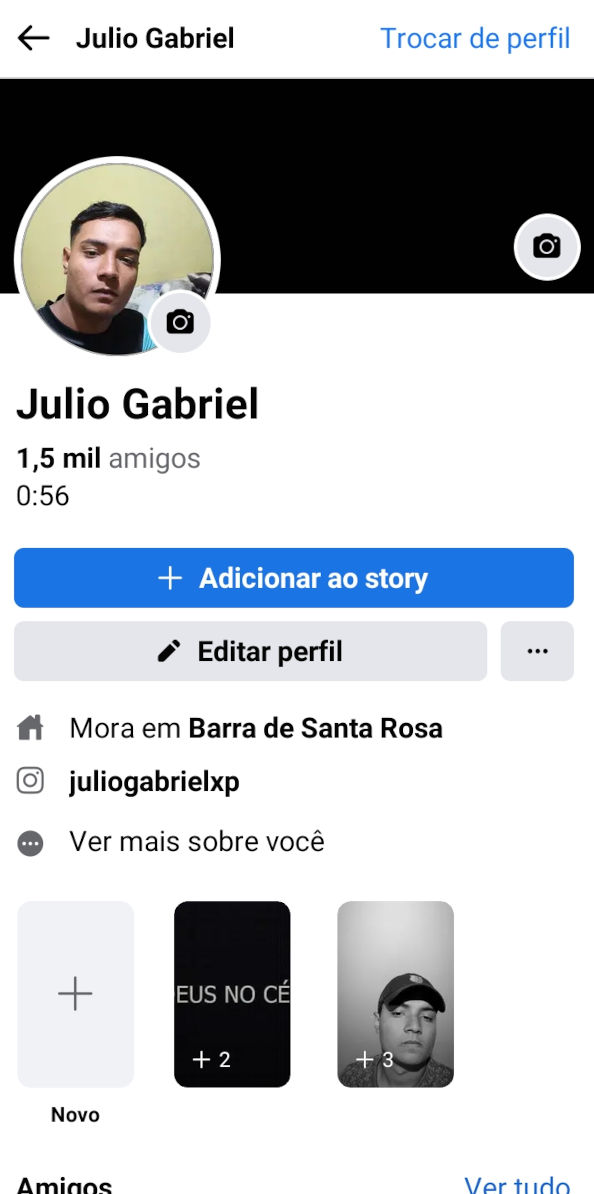 Julio Gabriel
Trocar de perfil
Julio Gabriel
1,5 mil amigos
0:56
+ Adicionar ao story
Editar perfil
Mora em Barra de Santa Rosa
juliogabrielxp
Ver mais sobre você
EUS NO CÉ
+ 2
+ 3
Novo
Amigos
Ver tudo